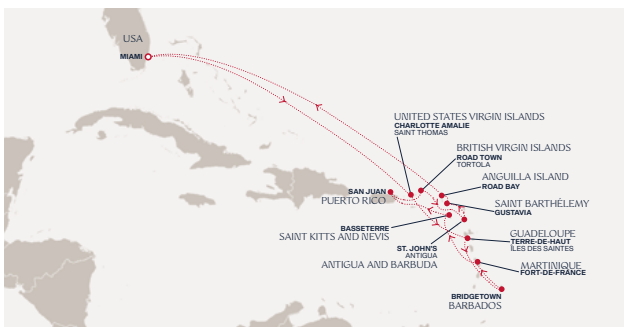 USA
MIAMI
UNITED STATES VIRGIN ISLANDS
CHARLOTTE AMALIE
SAINT THOMAS
BRITISH VIRGIN ISLANDS
ROAD TOWN
TORTOLA
ANGUILLA ISLAND
ROAD BAY
SAN JUAN
PUERTO RICO
SAINT BARTHÉLEMY
GUSTAVIA
BASSETERRE
SAINT KITTS AND NEVIS
GUADELOUPE
TERRE-DE-HAUT
ÎLES DES SAINTES
ST. JOHN'S
ANTIGUA
ANTIGUA AND BARBUDA
MARTINIQUE
FORT-DE-FRANCE
BRIDGETOWN
BARBADOS